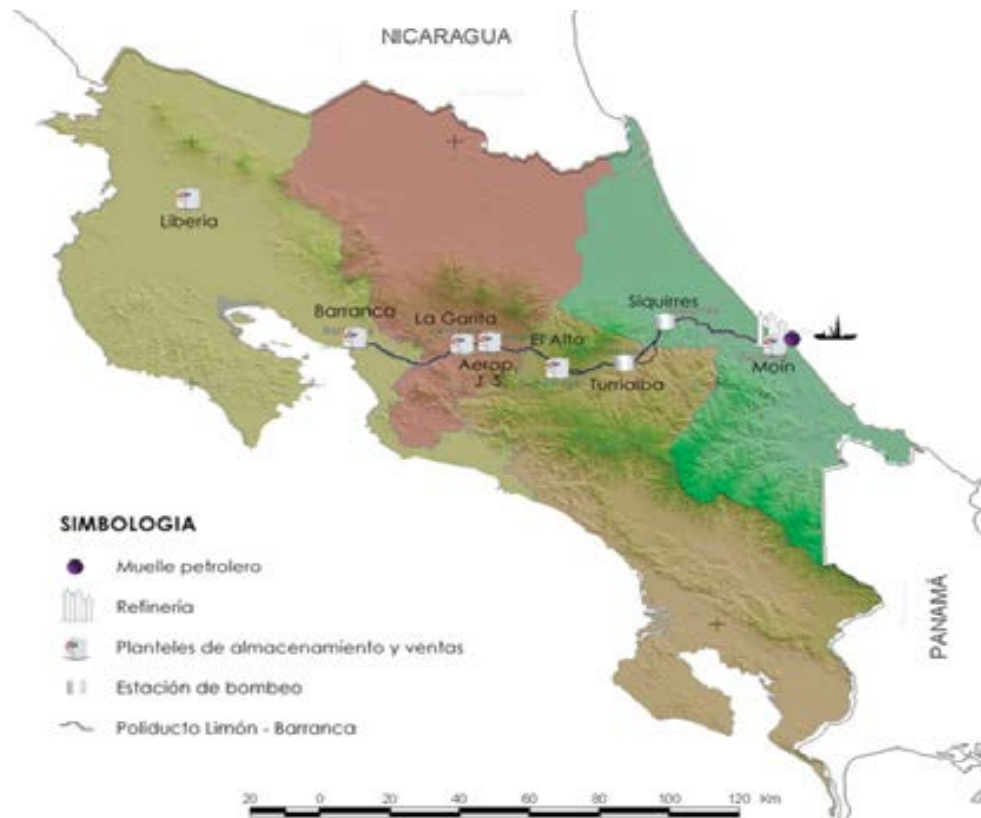 NICARAGUA
Liberia
Barranca
La Garita
Aerop.
J. S.
El Alto
Turrialba
Siquirres
Moín
PANAMÁ
SIMBOLOGIA
Muelle petrolero
Refinería
Planteles de almacenamiento y ventas
Estación de bombeo
Poliducto Limón - Barranca
20 0 20 40 60 80 100 120 Km